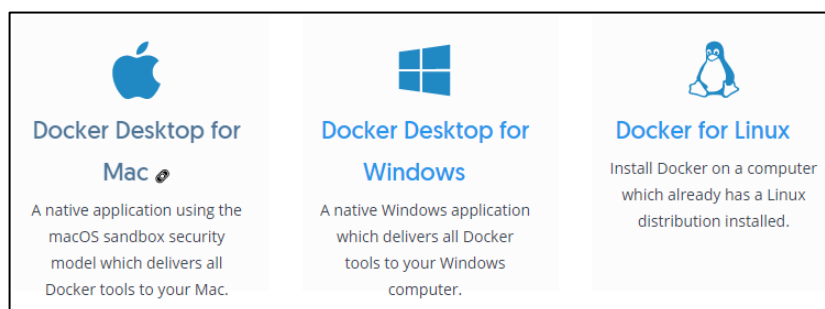 Docker Desktop for
Mac
A native application using the
macOS sandbox security
model which delivers all
Docker tools to your Mac.
Docker Desktop for
Windows
A native Windows application
which delivers all Docker
tools to your Windows
computer.
Docker for Linux
Install Docker on a computer
which already has a Linux
distribution installed.